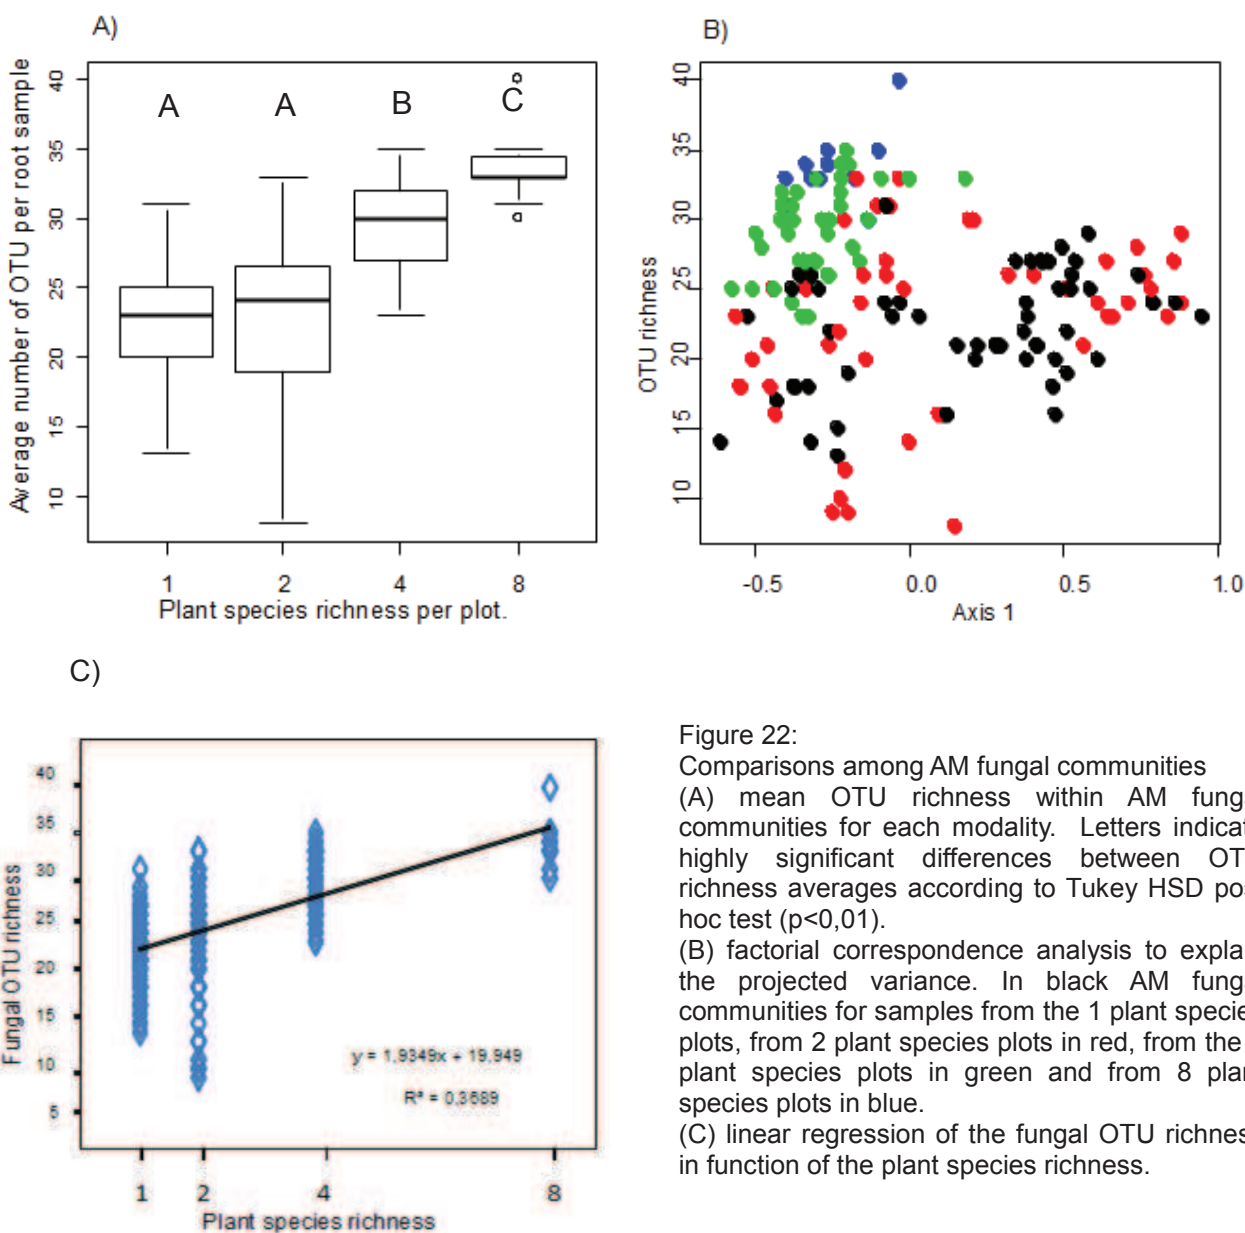 A)
Average number of OTU per root sample
40
35
30
25
20
15
10
A A B C
1 2 4 8
Plant species richness per plot.
B)
OTU richness
40
35
30
25
20
15
10
-0.5 0.0 0.5 1.0
Axis 1
C)
Fungal OTU richness
40
35
30
25
20
15
10
5
y = 1,9349x + 19,949
R² = 0,3689
1 2 4 8
Plant species richness
Figure 22:
Comparisons among AM fungal communities
(A) mean OTU richness within AM fung
communities for each modality. Letters indicat
highly significant differences between OT
richness averages according to Tukey HSD pos
hoc test (p<0,01).
(B) factorial correspondence analysis to expla
the projected variance. In black AM fung
communities for samples from the 1 plant specie
plots, from 2 plant species plots in red, from the
plant species plots in green and from 8 plan
species plots in blue.
(C) linear regression of the fungal OTU richnes
in function of the plant species richness.